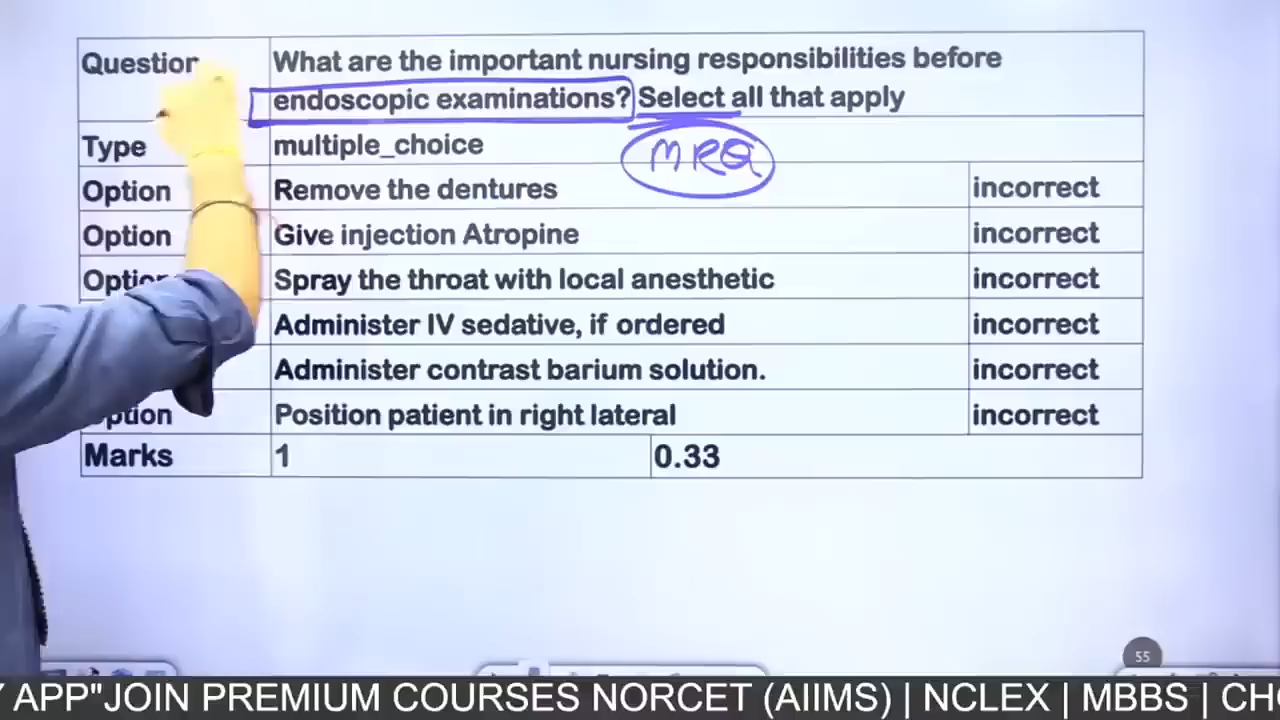 Question What are the important nursing responsibilities before
endoscopic examinations? Select all that apply
Type multiple_choice
MRQ
Option Remove the dentures incorrect
Option Give injection Atropine incorrect
Optio Spray the throat with local anesthetic incorrect
Administer IV sedative, if ordered incorrect
Administer contrast barium solution. incorrect
Option Position patient in right lateral incorrect
Marks 1 0.33
55
Y APP"JOIN PREMIUM COURSES NORCET (AIIMS) | NCLEX | MBBS | CH